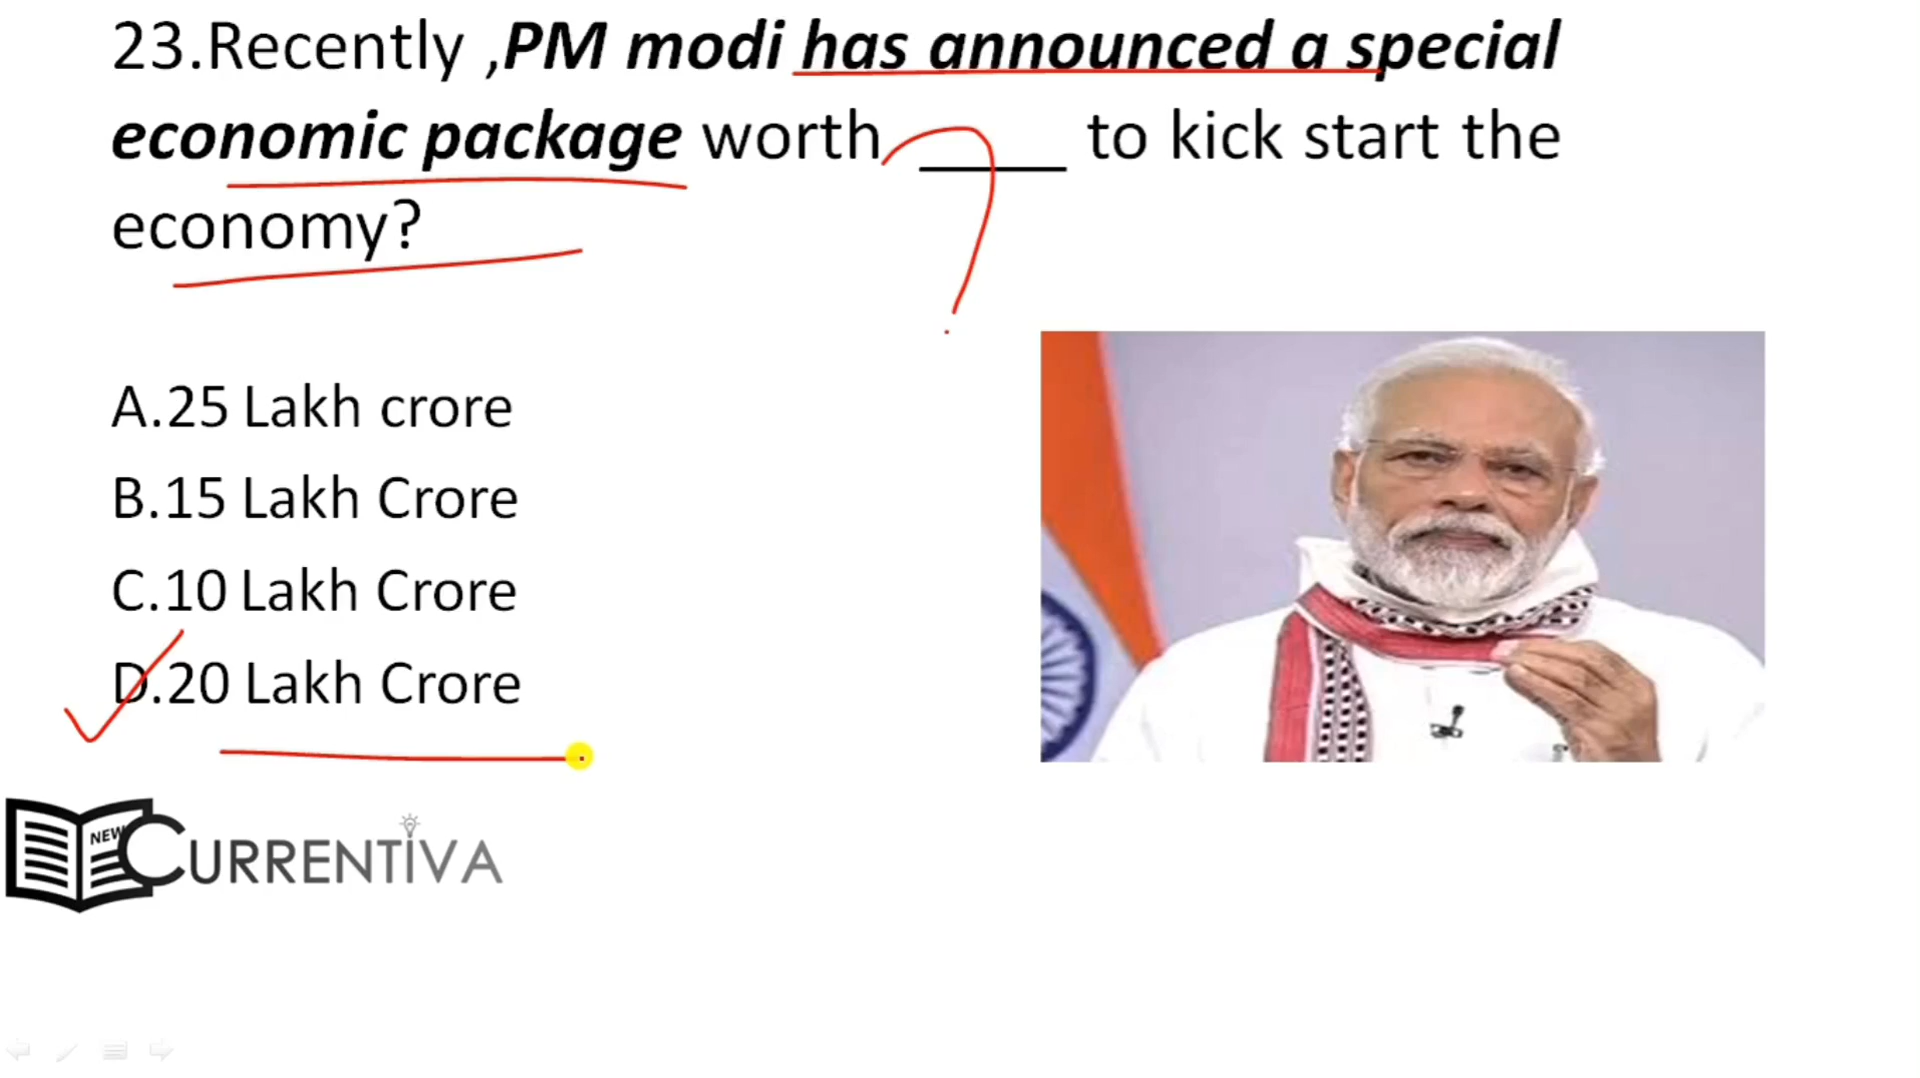 23.Recently ,PM modi has announced a special
economic package worth _____ to kick start the
economy?
A.25 Lakh crore
B.15 Lakh Crore
C.10 Lakh Crore
D.20 Lakh Crore
NEW
CURRENTIVA